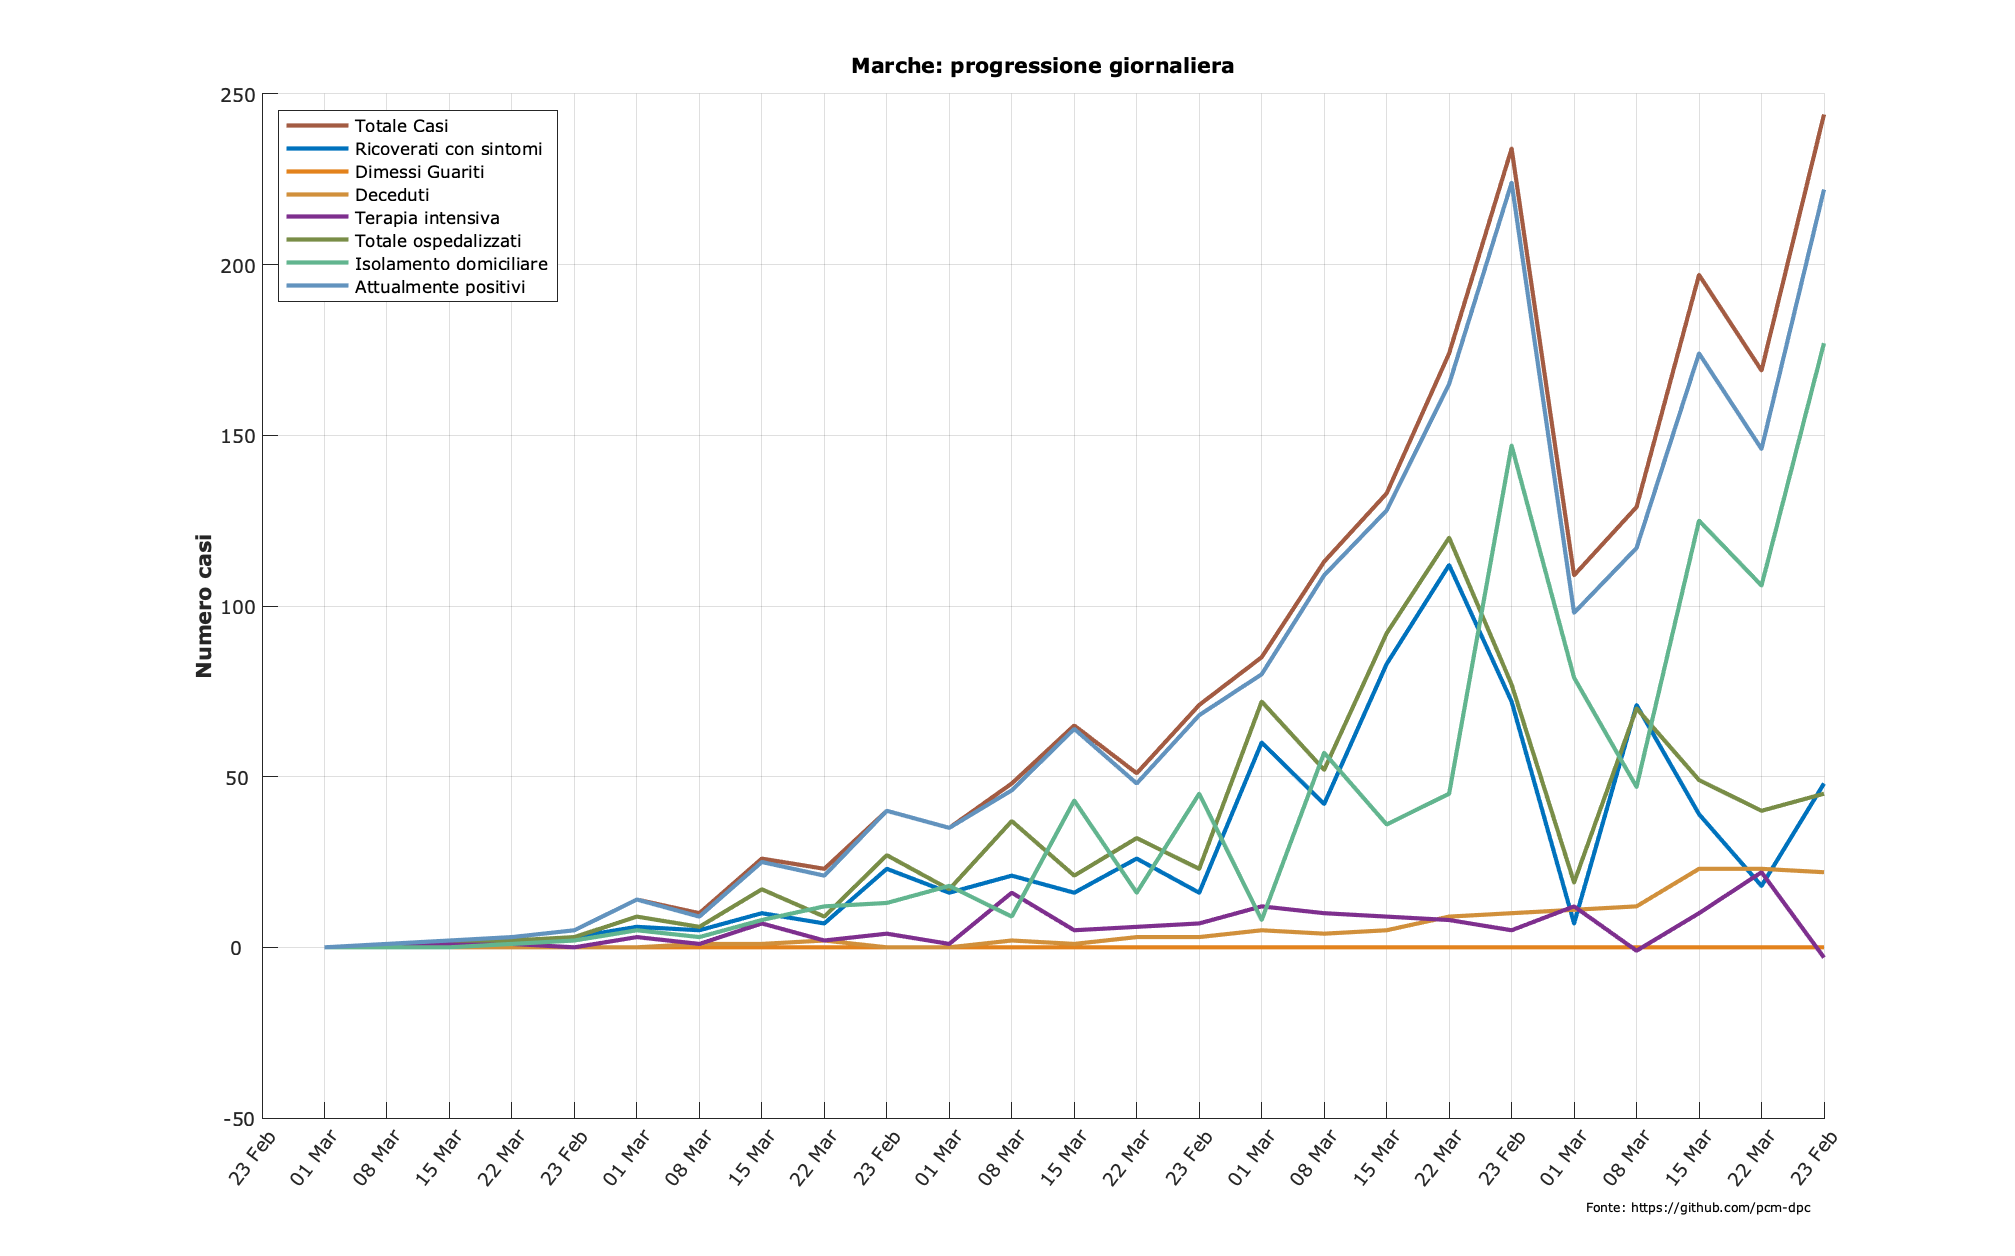 Marche: progressione giornaliera
250
200
150
100
50
0
-50
Numero casi
Totale Casi
Ricoverati con sintomi
Dimessi Guariti
Deceduti
Terapia intensiva
Totale ospedalizzati
Isolamento domiciliare
Attualmente positivi
23 Feb
01 Mar
08 Mar
15 Mar
22 Mar
23 Feb
01 Mar
08 Mar
15 Mar
22 Mar
23 Feb
01 Mar
08 Mar
15 Mar
22 Mar
23 Feb
01 Mar
08 Mar
15 Mar
22 Mar
23 Feb
01 Mar
08 Mar
15 Mar
22 Mar
23 Feb
Fonte: https://github.com/pcm-dpc